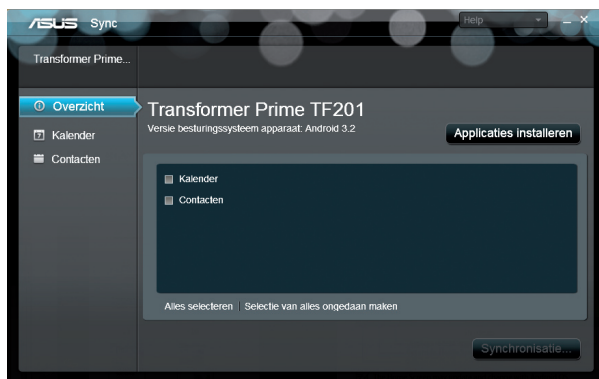 ASUS Sync
Help
Transformer Prime...
Overzicht
Kalender
Contacten
Transformer Prime TF201
Versie besturingssysteem apparaat: Android 3.2
Applicaties installeren
Kalender
Contacten
Alles selecteren | Selectie van alles ongedaan maken
Synchronisatie...